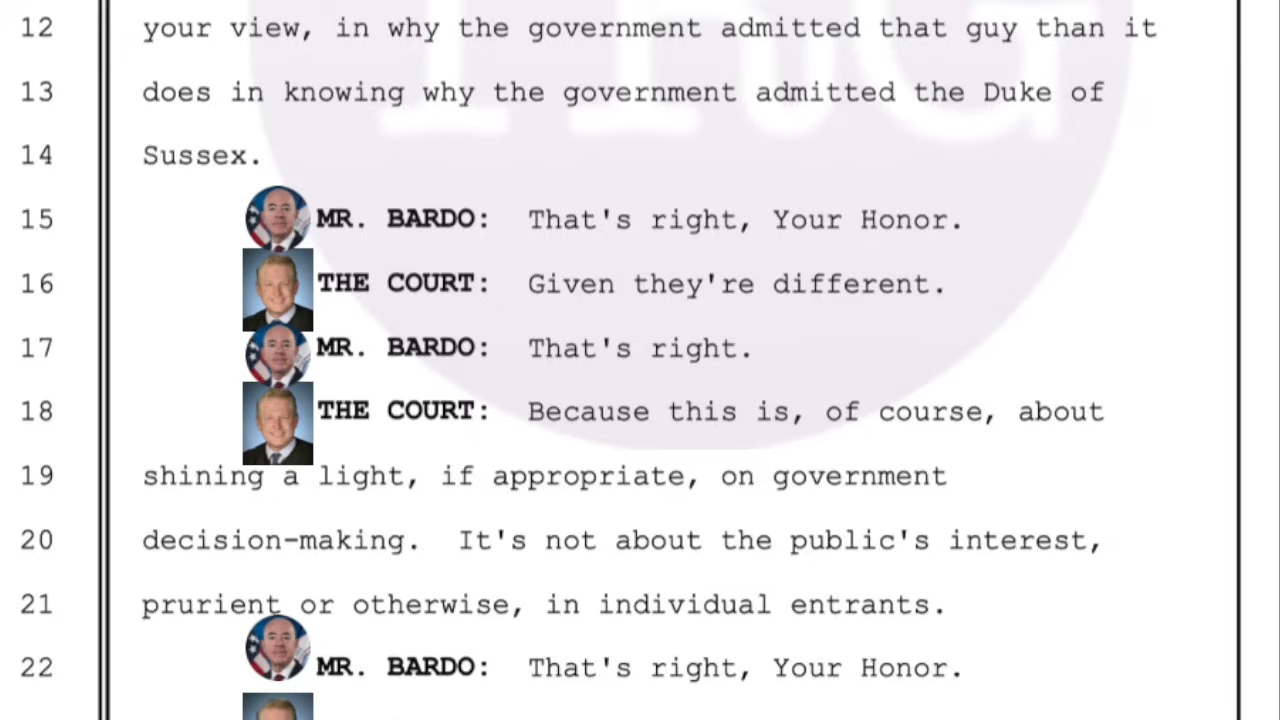 12 your view, in why the government admitted that guy than it
13 does in knowing why the government admitted the Duke of
14 Sussex.
15 MR. BARDO: That's right, Your Honor.
16 THE COURT: Given they're different.
17 MR. BARDO: That's right.
18 THE COURT: Because this is, of course, about
19 shining a light, if appropriate, on government
20 decision-making. It's not about the public's interest,
21 prurient or otherwise, in individual entrants.
22 MR. BARDO: That's right, Your Honor.